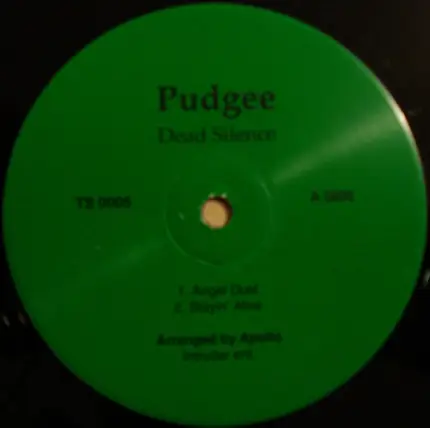 Pudgee
Dead Silence
TB 0005
A SIDE
1. Angel Dust
2. Stayin' Alive
Arranged by Apollo